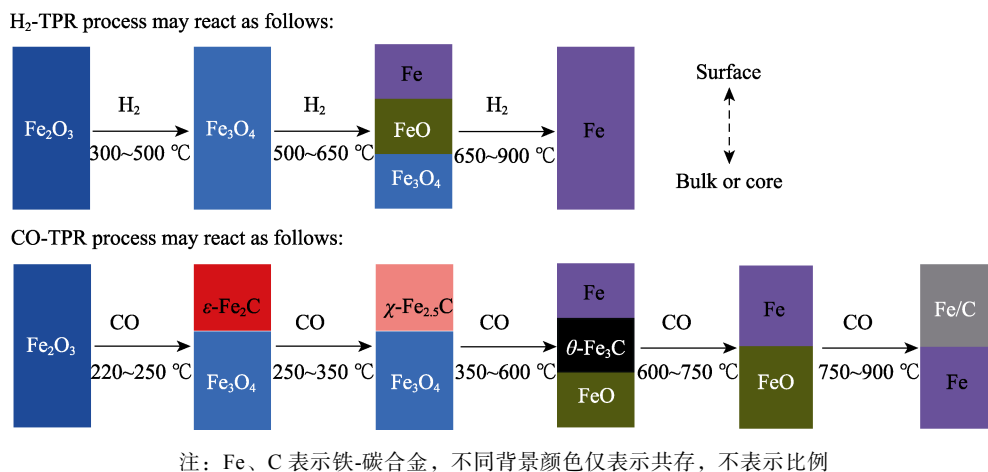 H₂-TPR process may react as follows:
Fe₂O₃
H₂
300~500 ℃
Fe₃O₄
H₂
500~650 ℃
Fe
FeO
Fe₃O₄
H₂
650~900 ℃
Fe
Surface
Bulk or core
CO-TPR process may react as follows:
Fe₂O₃
CO
220~250 ℃
ε-Fe₂C
Fe₃O₄
CO
250~350 ℃
χ-Fe₂.₅C
Fe₃O₄
CO
350~600 ℃
Fe
θ-Fe₃C
FeO
CO
600~750 ℃
Fe
FeO
CO
750~900 ℃
Fe/C
Fe
注：Fe、C 表示铁-碳合金，不同背景颜色仅表示共存，不表示比例